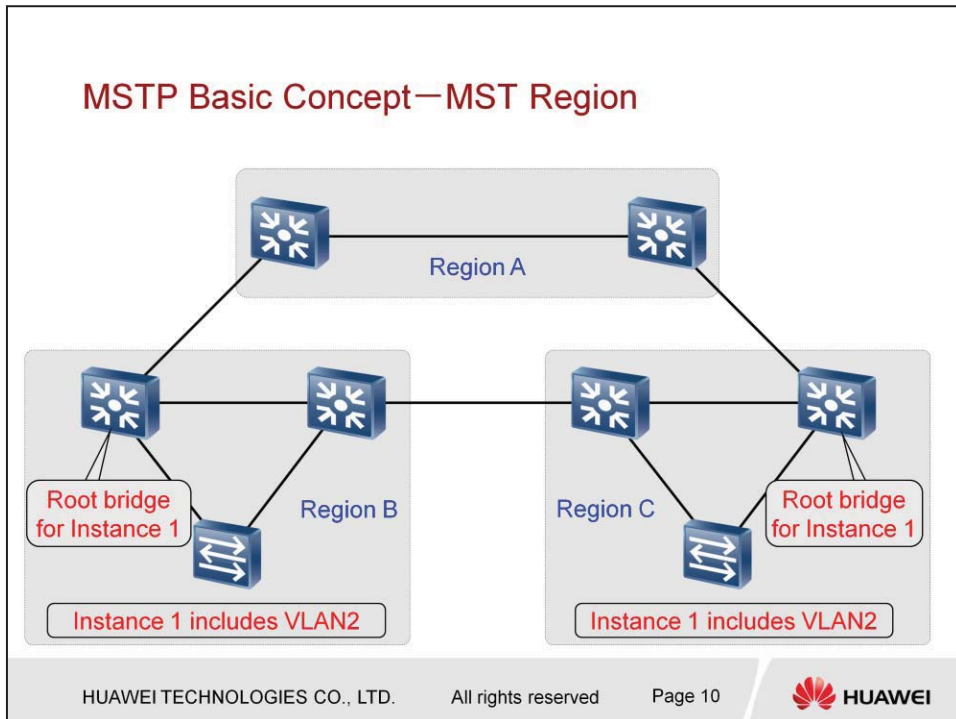 MSTP Basic Concept—MST Region
Region A
Root bridge
for Instance 1
Region B
Region C
Root bridge
for Instance 1
Instance 1 includes VLAN2
Instance 1 includes VLAN2
HUAWEI TECHNOLOGIES CO., LTD.
All rights reserved
Page 10
HUAWEI